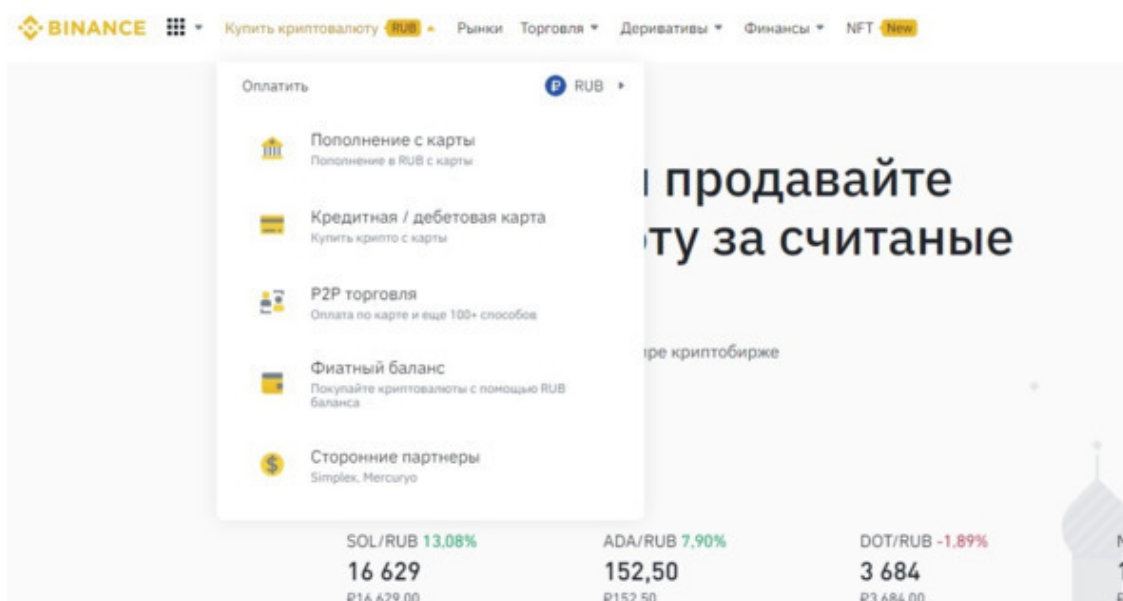 BINANCE Купить криптовалюту RUB Рынки Торговля Деривативы Финансы NFT New
Оплатить RUB
Пополнение с карты
Пополнение в RUB с карты
Кредитная / дебетовая карта
Купить крипто с карты
P2P торговля
Оплата по карте и еще 100+ способов
Фиатный баланс
Покупайте криптовалюты с помощью RUB
баланса
Сторонние партнеры
Simplex, Mercuryo
продавайте
ту за считаные
ре криптобирже
SOL/RUB 13,08% ADA/RUB 7,90% DOT/RUB -1,89%
16 629 152,50 3 684
₽16 629,00 ₽152,50 ₽3 684,00